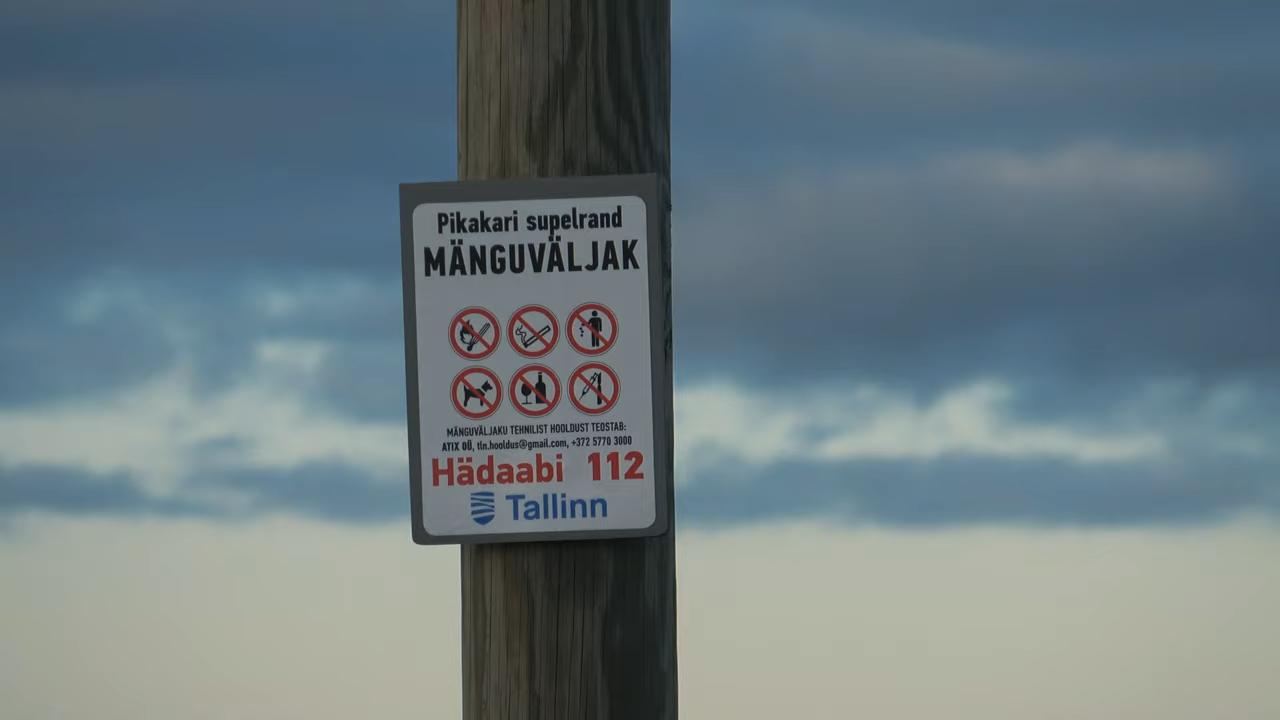 Pikakari supelrand
MÄNGUVÄLJAK
MÄNGUVÄLJAKU TEHNILIST HOOLDUST TEOSTAB:
ATIX OÜ, tln.hooldus@gmail.com, +372 5770 3000
Hädaabi 112
Tallinn